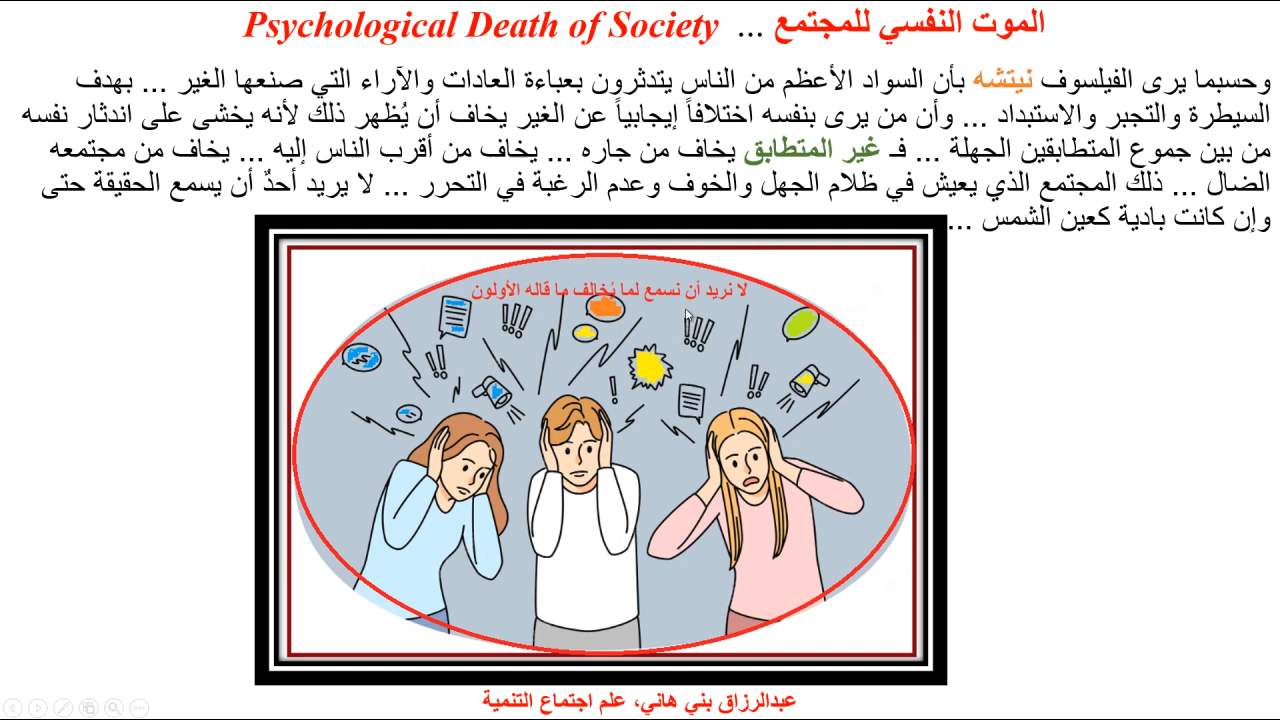 الموت النفسي للمجتمع ... Psychological Death of Society
وحسبما يرى الفيلسوف نيتشه بأن السواد الأعظم من الناس يتدثرون بعباءة العادات والآراء التي صنعها الغير ... بهدف
السيطرة والتجبر والاستبداد ... وأن من يرى بنفسه اختلافاً إيجابياً عن الغير يخاف أن يُظهر ذلك لأنه يخشى على اندثار نفسه
من بين جموع المتطابقين الجهلة ... فـ غير المتطابق يخاف من جاره ... يخاف من أقرب الناس إليه ... يخاف من مجتمعه
الضال ... ذلك المجتمع الذي يعيش في ظلام الجهل والخوف وعدم الرغبة في التحرر ... لا يريد أحدٌ أن يسمع الحقيقة حتى
وإن كانت بادية كعين الشمس ...
لا نريد أن نسمع لما يُخالف ما قاله الأولون
عبدالرزاق بني هاني، علم اجتماع التنمية